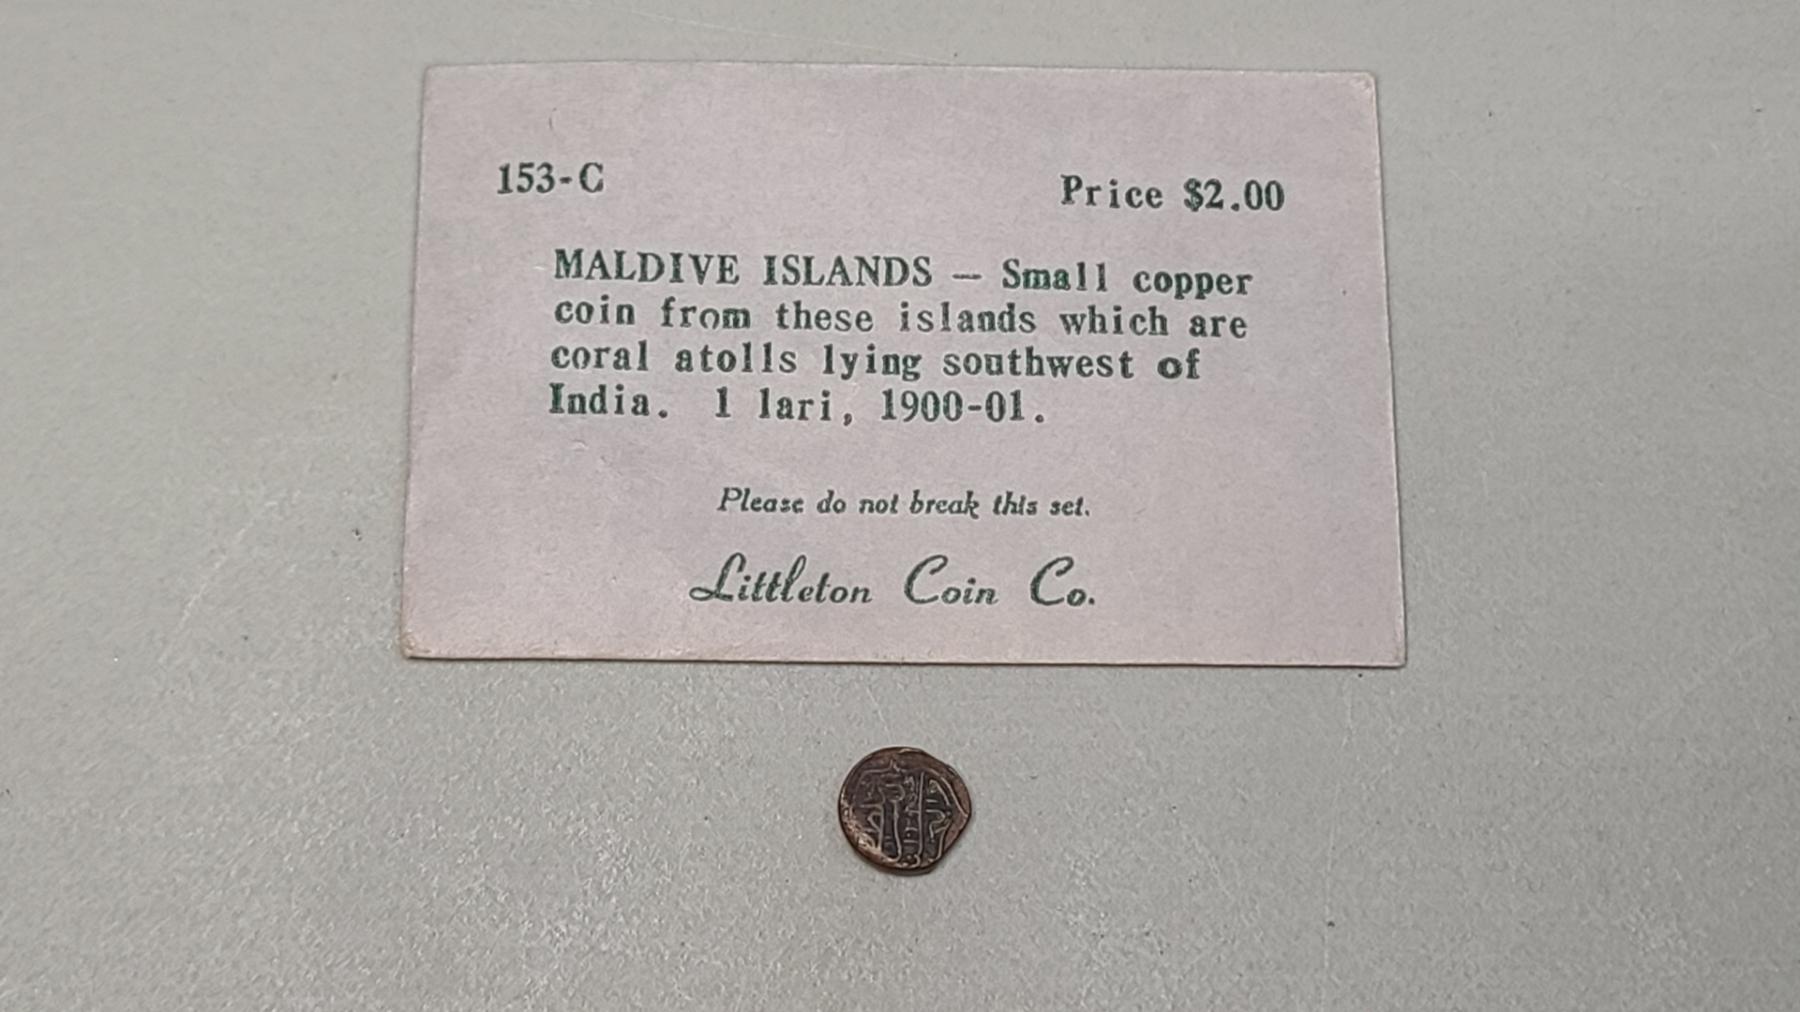 153-C
Price $2.00
MALDIVE ISLANDS — Small copper
coin from these islands which are
coral atolls lying southwest of
India. 1 lari, 1900-01.
Please do not break this set.
Littleton Coin Co.